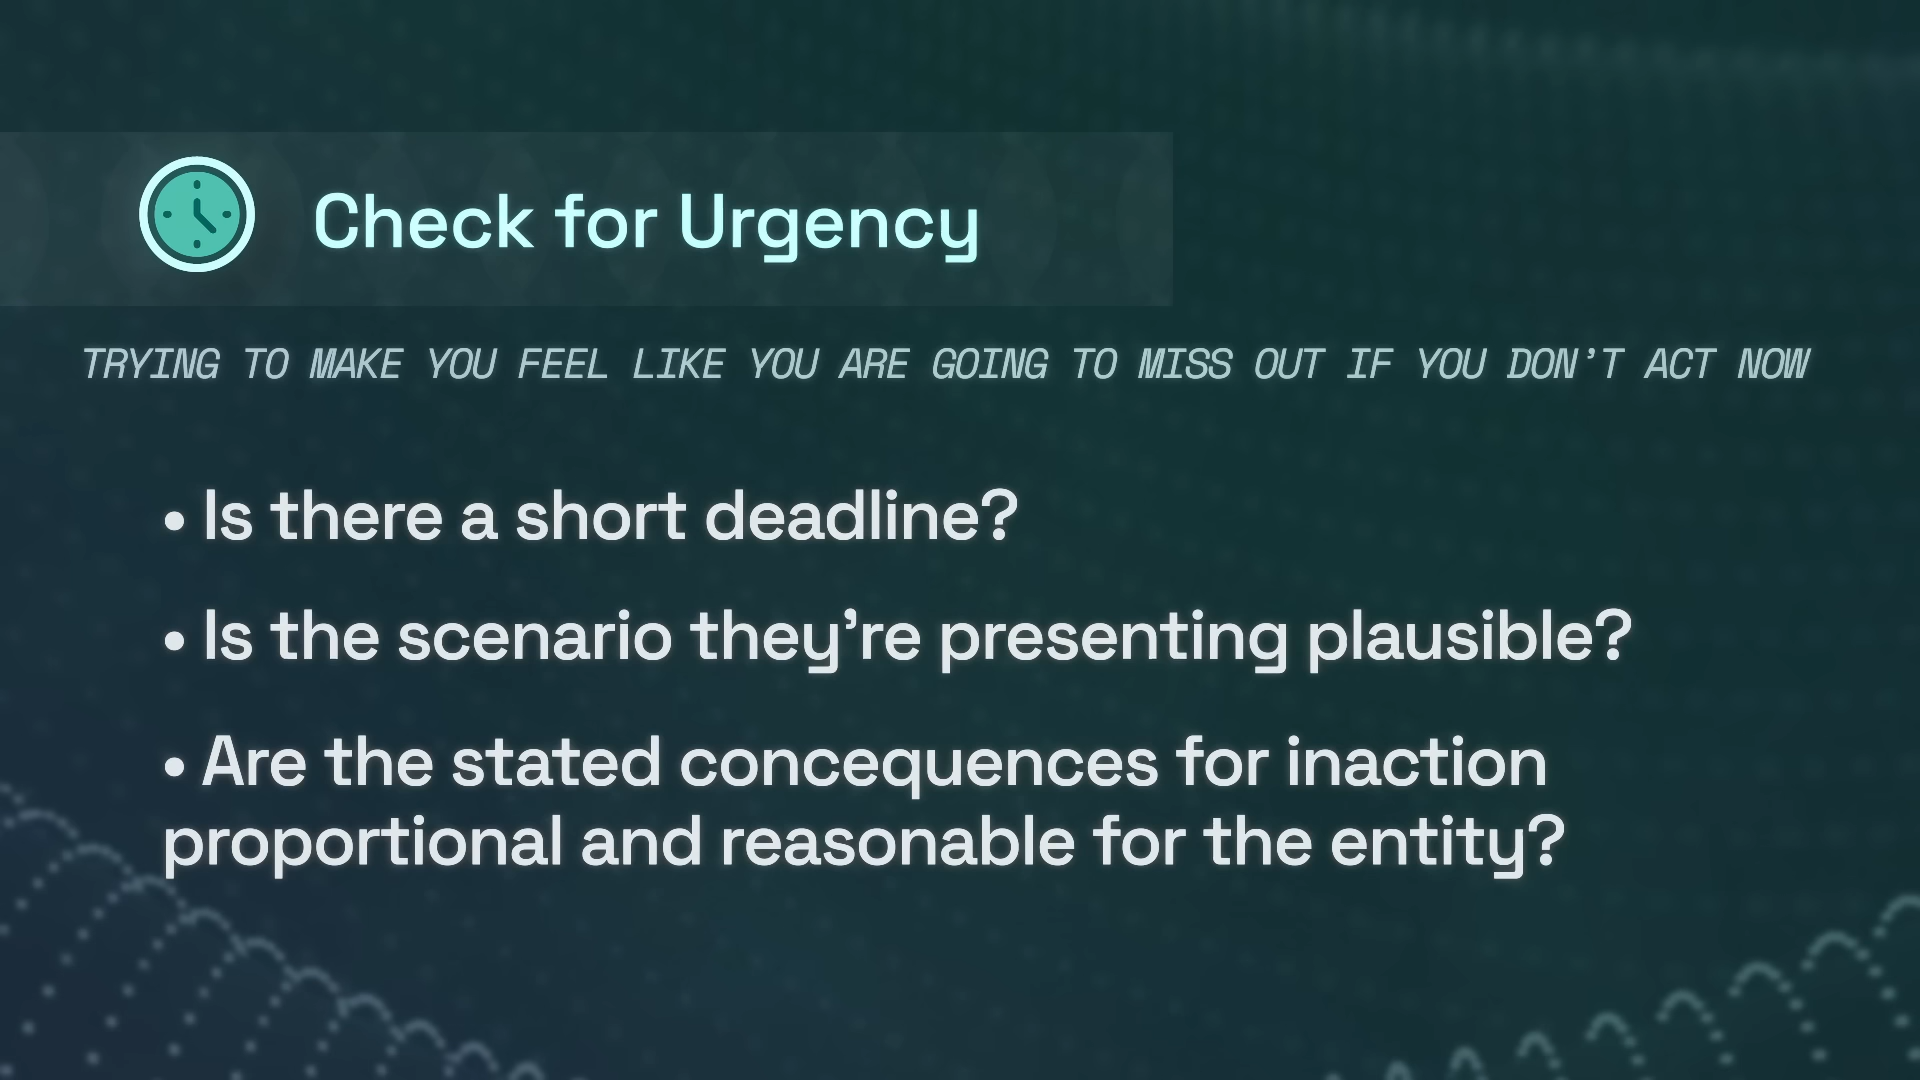 Check for Urgency
TRYING TO MAKE YOU FEEL LIKE YOU ARE GOING TO MISS OUT IF YOU DON’T ACT NOW
• Is there a short deadline?
• Is the scenario they’re presenting plausible?
• Are the stated concequences for inaction
proportional and reasonable for the entity?